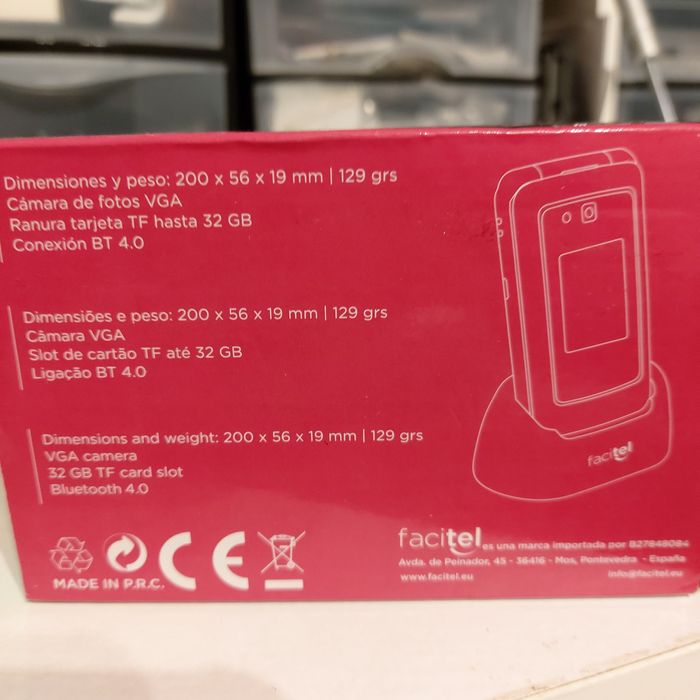 Dimensiones y peso: 200 x 56 x 19 mm | 129 grs
Cámara de fotos VGA
Ranura tarjeta TF hasta 32 GB
Conexión BT 4.0
Dimensiões e peso: 200 x 56 x 19 mm | 129 grs
Câmara VGA
Slot de cartão TF até 32 GB
Ligação BT 4.0
Dimensions and weight: 200 x 56 x 19 mm | 129 grs
VGA camera
32 GB TF card slot
Bluetooth 4.0
facitel
MADE IN P.R.C.
CE
facitel es una marca importada por B27848084
Avda. de Peinador, 45 - 36416 - Mos, Pontevedra - España
www.facitel.eu info@facitel.eu